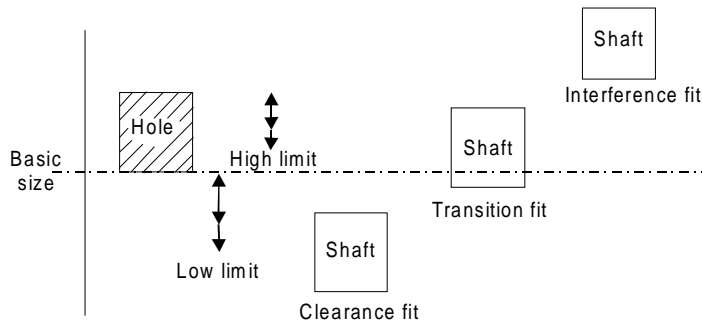 Shaft
Interference fit
Hole
High limit
Shaft
Basic
size
Transition fit
Shaft
Low limit
Clearance fit